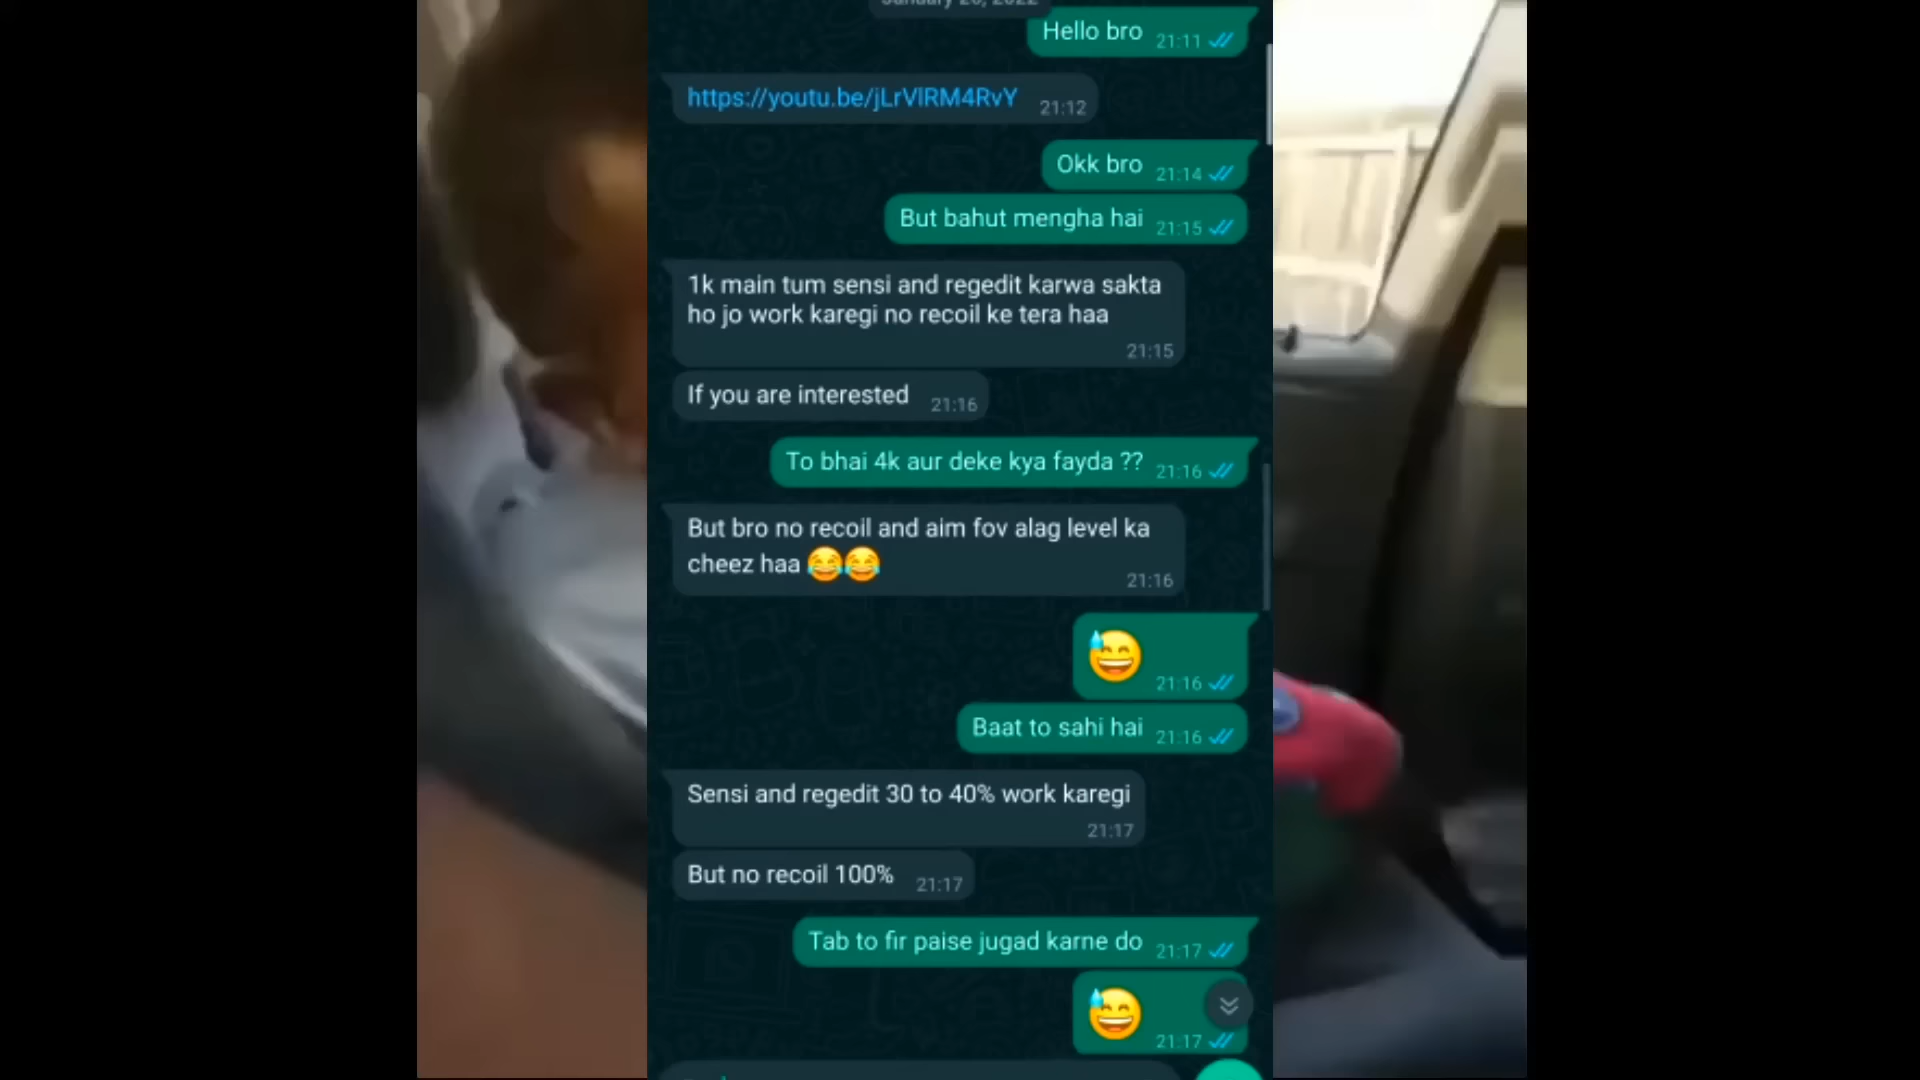 January 26, 2022
Hello bro 21:11
https://youtu.be/jLrVlRM4RvY 21:12
Okk bro 21:14
But bahut mengha hai 21:15
1k main tum sensi and regedit karwa sakta
ho jo work karegi no recoil ke tera haa
21:15
If you are interested 21:16
To bhai 4k aur deke kya fayda ?? 21:16
But bro no recoil and aim fov alag level ka
cheez haa 😂😂
21:16
😅
21:16
Baat to sahi hai 21:16
Sensi and regedit 30 to 40% work karegi
21:17
But no recoil 100% 21:17
Tab to fir paise jugad karne do 21:17
😅
21:17